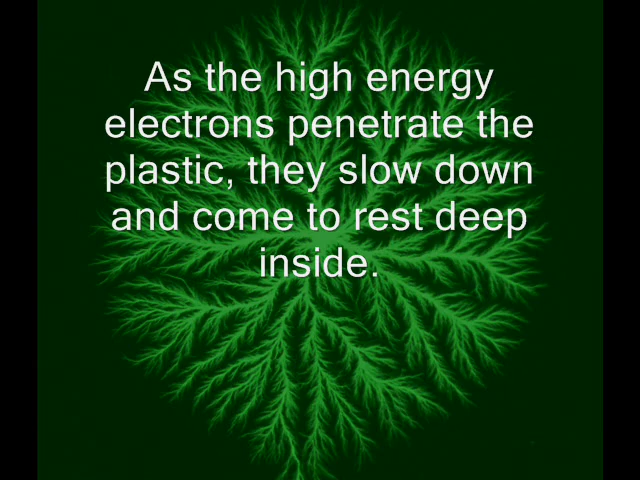 As the high energy
electrons penetrate the
plastic, they slow down
and come to rest deep
inside.